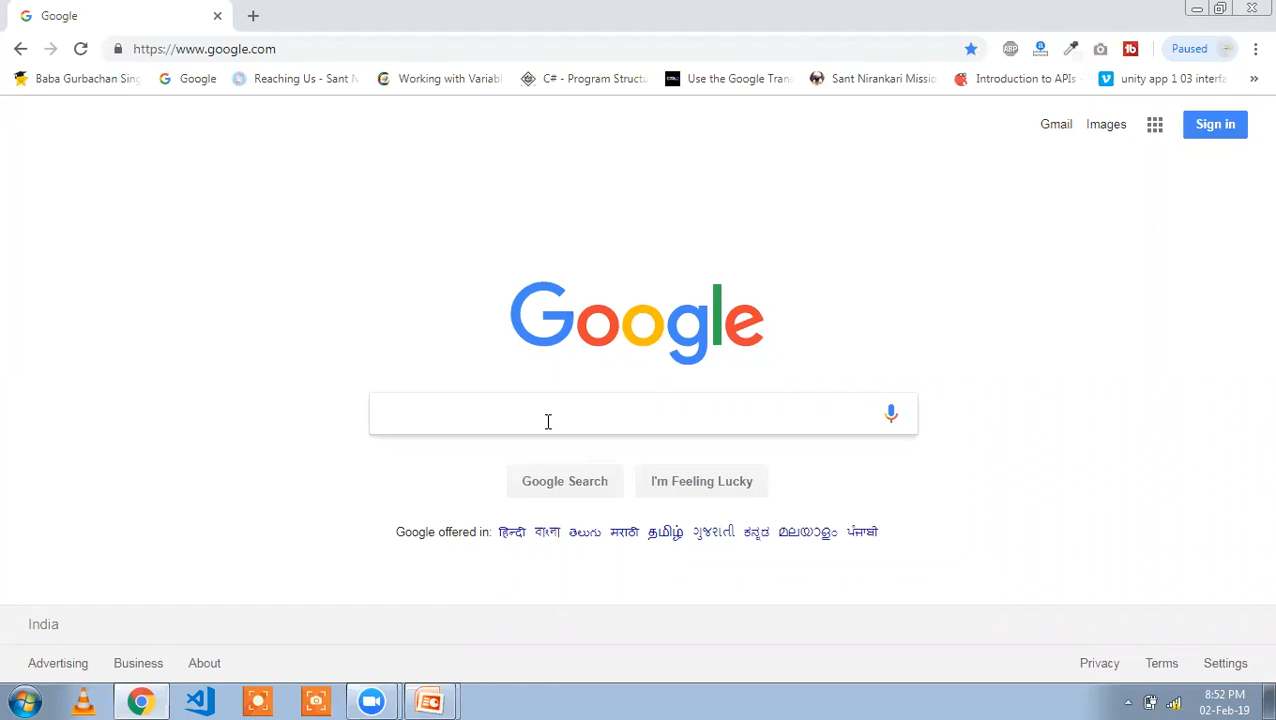 Google
https://www.google.com
ABP
Paused
Baba Gurbachan Sing
Google
Reaching Us - Sant N
Working with Variabl
C# - Program Structu
Use the Google Tran
Sant Nirankari Missio
Introduction to APIs
unity app 1 03 interfa
Gmail
Images
Sign in
Google
Google Search
I'm Feeling Lucky
Google offered in: हिन्दी বাংলা తెలుగు मराठी தமிழ் ગુજરાતી ಕನ್ನಡ മലയാളം ਪੰਜਾਬੀ
India
Advertising
Business
About
Privacy
Terms
Settings
8:52 PM
02-Feb-19